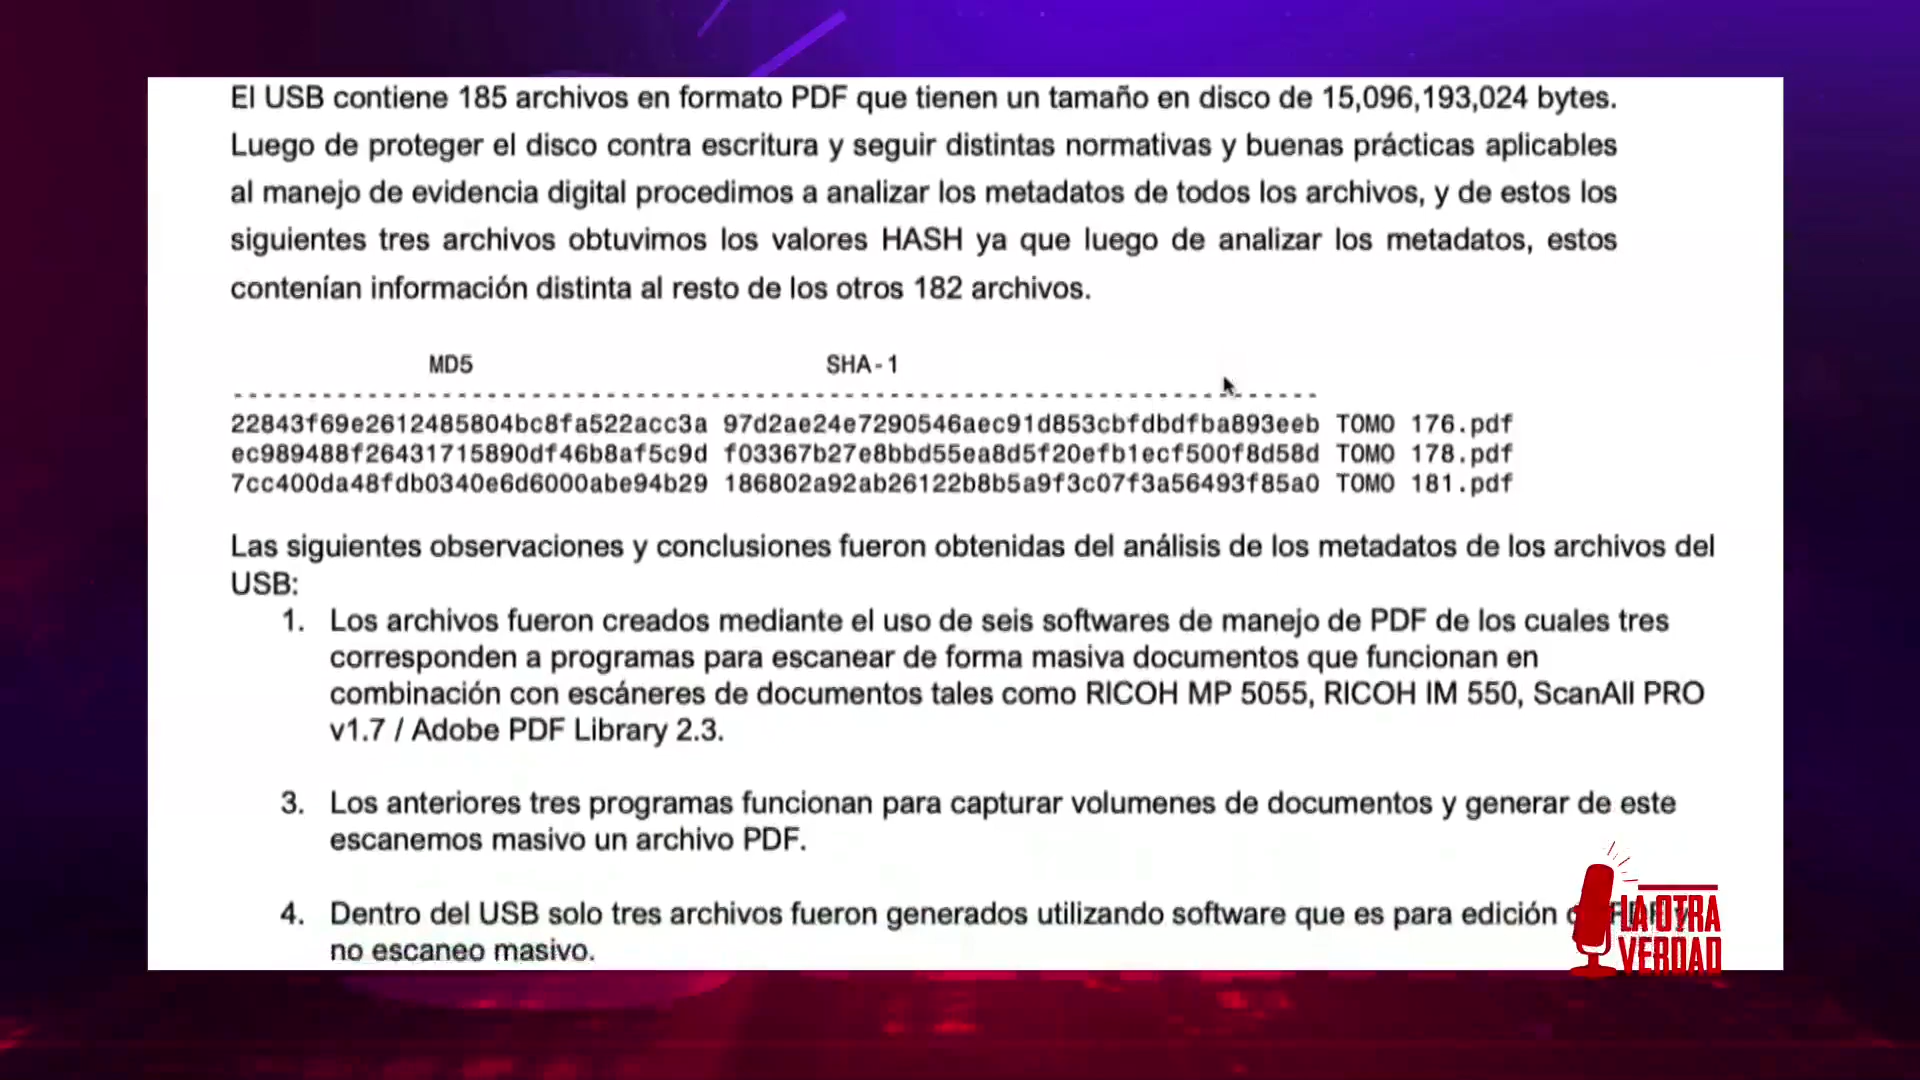 El USB contiene 185 archivos en formato PDF que tienen un tamaño en disco de 15,096,193,024 bytes.
Luego de proteger el disco contra escritura y seguir distintas normativas y buenas prácticas aplicables
al manejo de evidencia digital procedimos a analizar los metadatos de todos los archivos, y de estos los
siguientes tres archivos obtuvimos los valores HASH ya que luego de analizar los metadatos, estos
contenían información distinta al resto de los otros 182 archivos.
MD5 SHA-1
--------------------------------------------------------------------------
22843f69e2612485804bc8fa522acc3a 97d2ae24e7290546aec91d853cbfdbdfba893eeb TOMO 176.pdf
ec989488f26431715890df46b8af5c9d f03367b27e8bbd55ea8d5f20efb1ecf500f8d58d TOMO 178.pdf
7cc400da48fdb0340e6d6000abe94b29 186802a92ab26122b8b5a9f3c07f3a56493f85a0 TOMO 181.pdf
Las siguientes observaciones y conclusiones fueron obtenidas del análisis de los metadatos de los archivos del
USB:
1. Los archivos fueron creados mediante el uso de seis softwares de manejo de PDF de los cuales tres
corresponden a programas para escanear de forma masiva documentos que funcionan en
combinación con escáneres de documentos tales como RICOH MP 5055, RICOH IM 550, ScanAll PRO
v1.7 / Adobe PDF Library 2.3.
3. Los anteriores tres programas funcionan para capturar volumenes de documentos y generar de este
escanemos masivo un archivo PDF.
4. Dentro del USB solo tres archivos fueron generados utilizando software que es para edición
no escaneo masivo.
LA OTRA
VERDAD